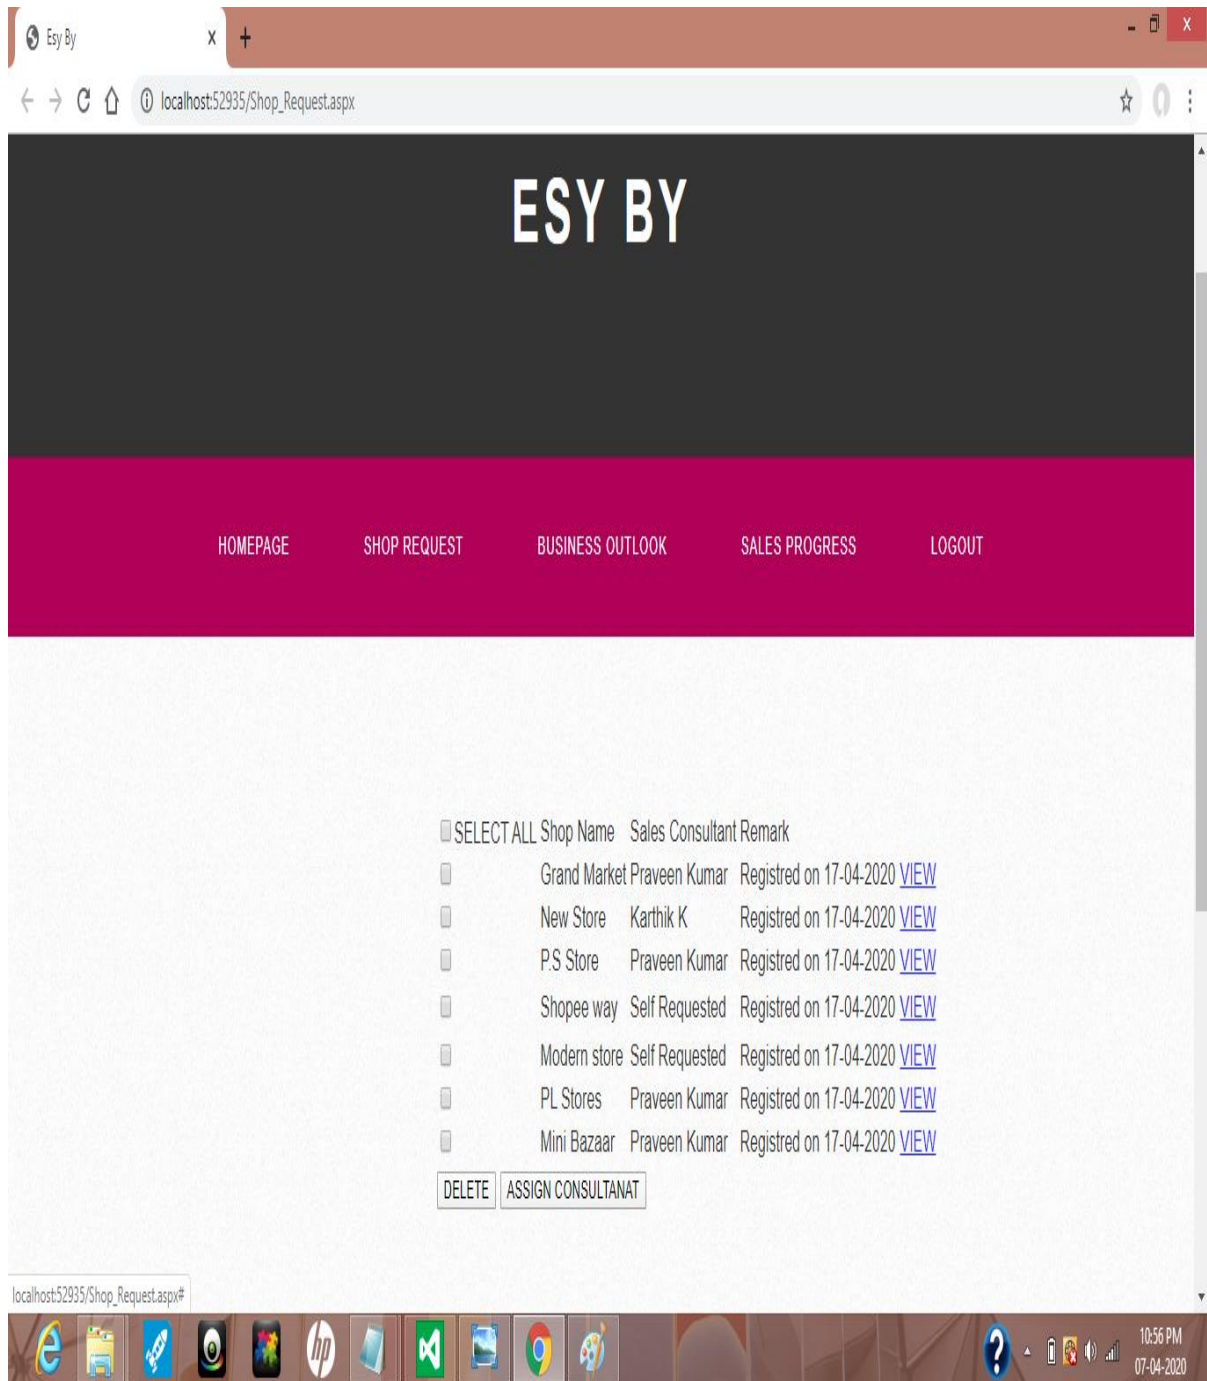 Esy By
localhost:52935/Shop_Request.aspx
ESY BY
HOMEPAGE SHOP REQUEST BUSINESS OUTLOOK SALES PROGRESS LOGOUT
SELECT ALL Shop Name Sales Consultant Remark
Grand Market Praveen Kumar Registred on 17-04-2020 VIEW
New Store Karthik K Registred on 17-04-2020 VIEW
P.S Store Praveen Kumar Registred on 17-04-2020 VIEW
Shopee way Self Requested Registred on 17-04-2020 VIEW
Modern store Self Requested Registred on 17-04-2020 VIEW
PL Stores Praveen Kumar Registred on 17-04-2020 VIEW
Mini Bazaar Praveen Kumar Registred on 17-04-2020 VIEW
DELETE ASSIGN CONSULTANAT
localhost:52935/Shop_Request.aspx#
hp
10:56 PM
07-04-2020